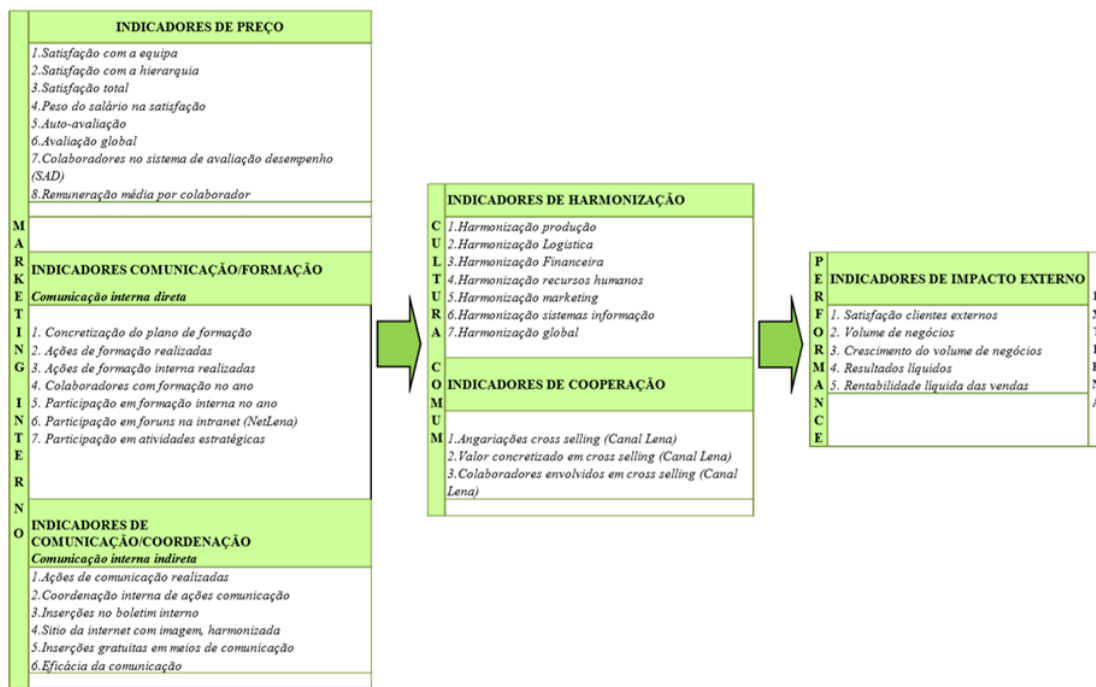 MARKETING INTERNO
INDICADORES DE PREÇO
1.Satisfação com a equipa
2.Satisfação com a hierarquia
3.Satisfação total
4.Peso do salário na satisfação
5.Auto-avaliação
6.Avaliação global
7.Colaboradores no sistema de avaliação desempenho
(SAD)
8.Remuneração média por colaborador
INDICADORES COMUNICAÇÃO/FORMAÇÃO
Comunicação interna direta
1. Concretização do plano de formação
2. Ações de formação realizadas
3. Ações de formação interna realizadas
4. Colaboradores com formação no ano
5. Participação em formação interna no ano
6. Participação em foruns na intranet (NetLena)
7. Participação em atividades estratégicas
INDICADORES DE
COMUNICAÇÃO/COORDENAÇÃO
Comunicação interna indireta
1.Ações de comunicação realizadas
2.Coordenação interna de ações comunicação
3.Inserções no boletim interno
4.Sitio da internet com imagem, harmonizada
5.Inserções gratuitas em meios de comunicação
6.Eficácia da comunicação
CULTURA COMUM
INDICADORES DE HARMONIZAÇÃO
1.Harmonização produção
2.Harmonização Logistica
3.Harmonização Financeira
4.Harmonização recursos humanos
5.Harmonização marketing
6.Harmonização sistemas informação
7.Harmonização global
INDICADORES DE COOPERAÇÃO
1.Angariações cross selling (Canal Lena)
2.Valor concretizado em cross selling (Canal Lena)
3.Colaboradores envolvidos em cross selling (Canal
Lena)
PERFORMANCE
INDICADORES DE IMPACTO EXTERNO
1. Satisfação clientes externos
2. Volume de negócios
3. Crescimento do volume de negócios
4. Resultados líquidos
5. Rentabilidade líquida das vendas